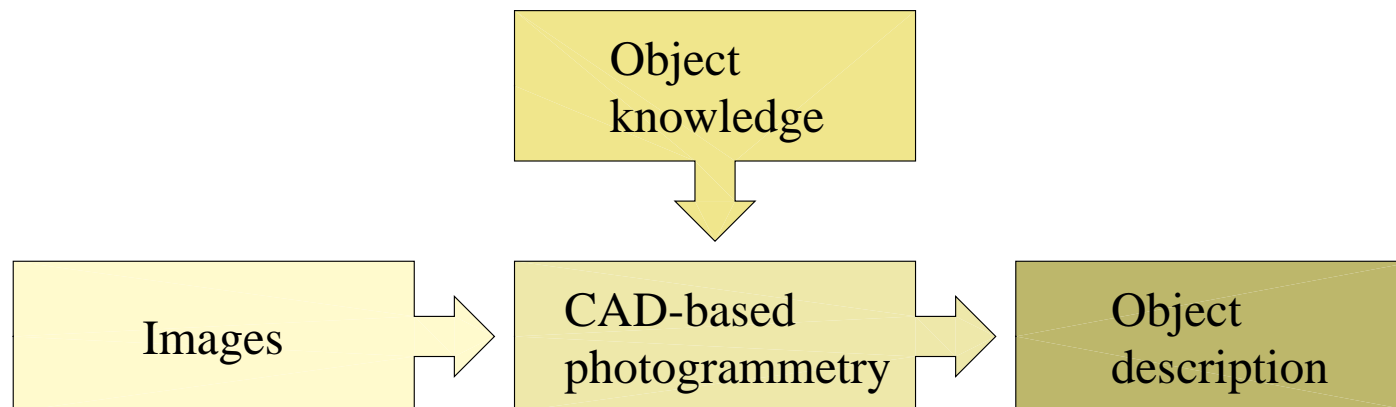 Object
knowledge
Images
CAD-based
photogrammetry
Object
description